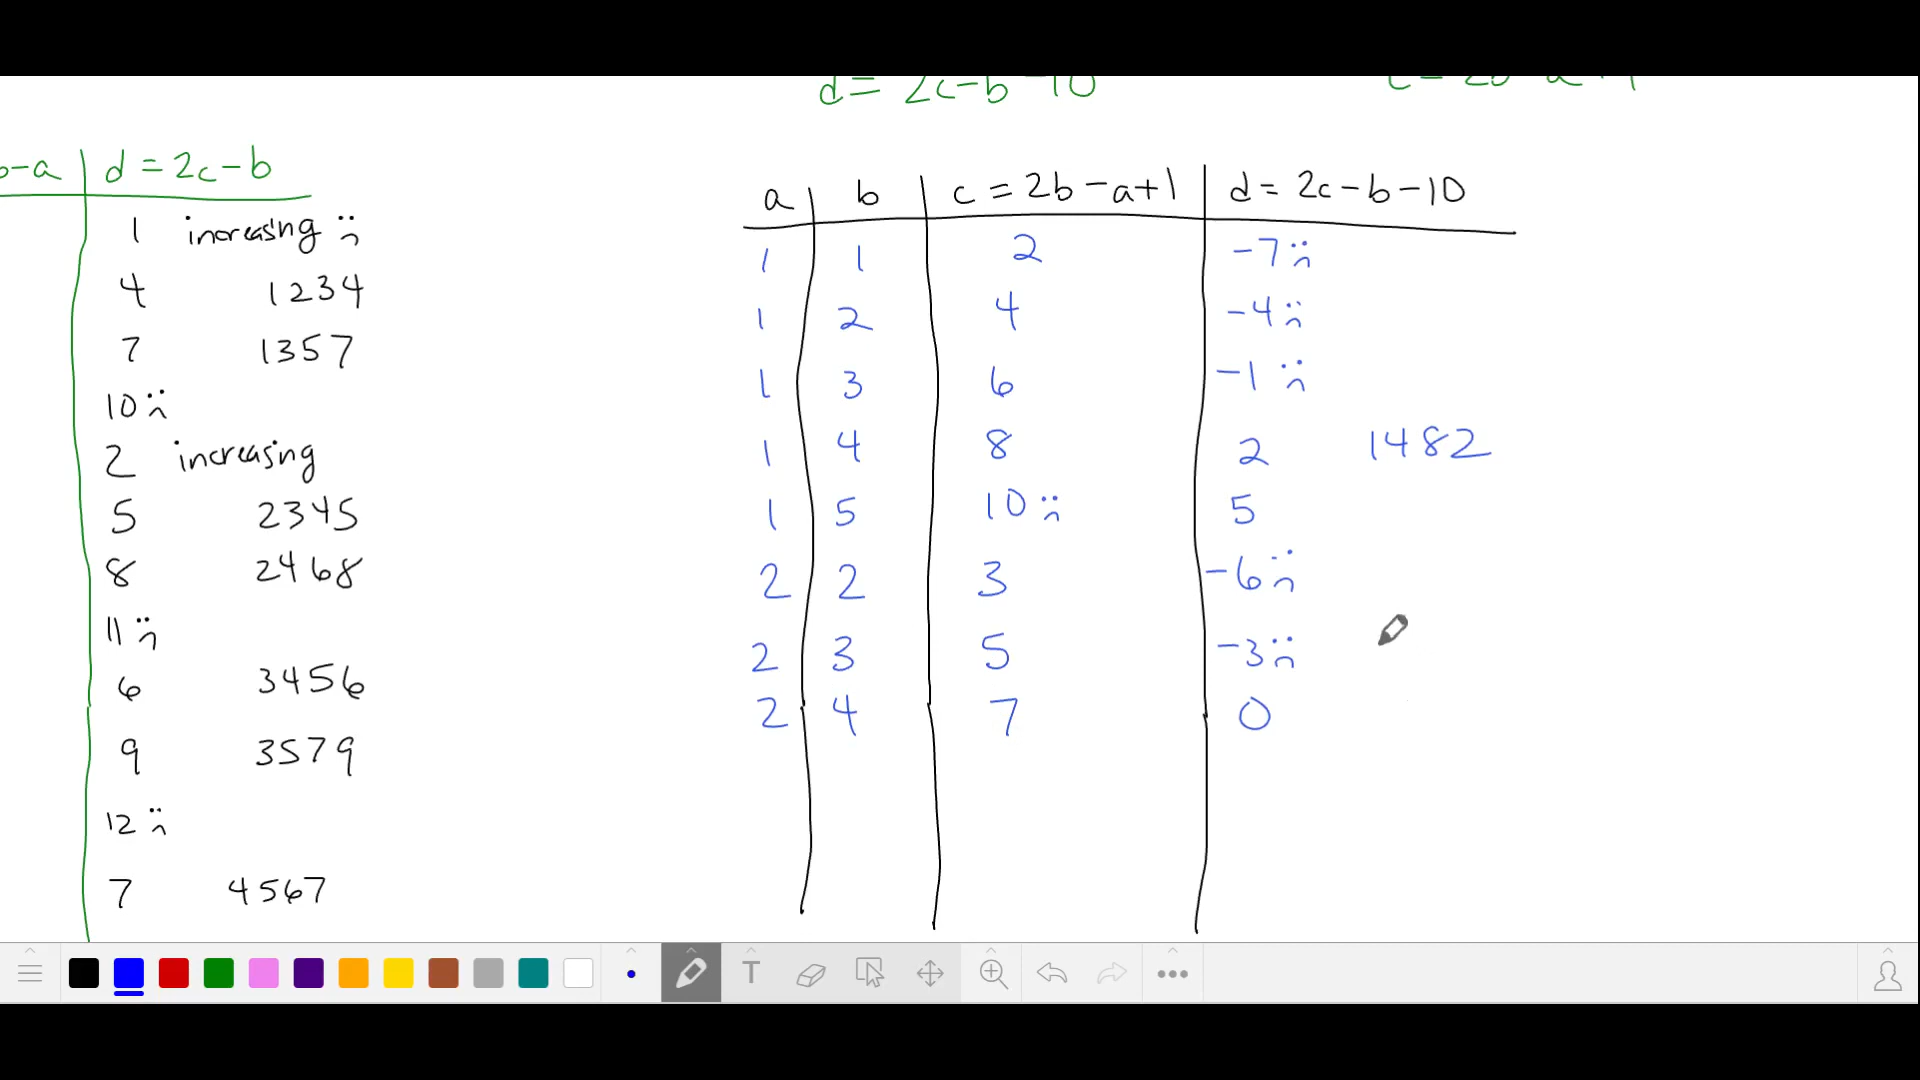 d = 2c-b-10
b-a d = 2c-b
1 increasing
4 1234
7 1357
10
2 increasing
5 2345
8 2468
11
6 3456
9 3579
12
7 4567
a b c = 2b-a+1 d = 2c-b-10
1 1 2 -7
1 2 4 -4
1 3 6 -1
1 4 8 2 1482
1 5 10 5
2 2 3 -6
2 3 5 -3
2 4 7 0
T